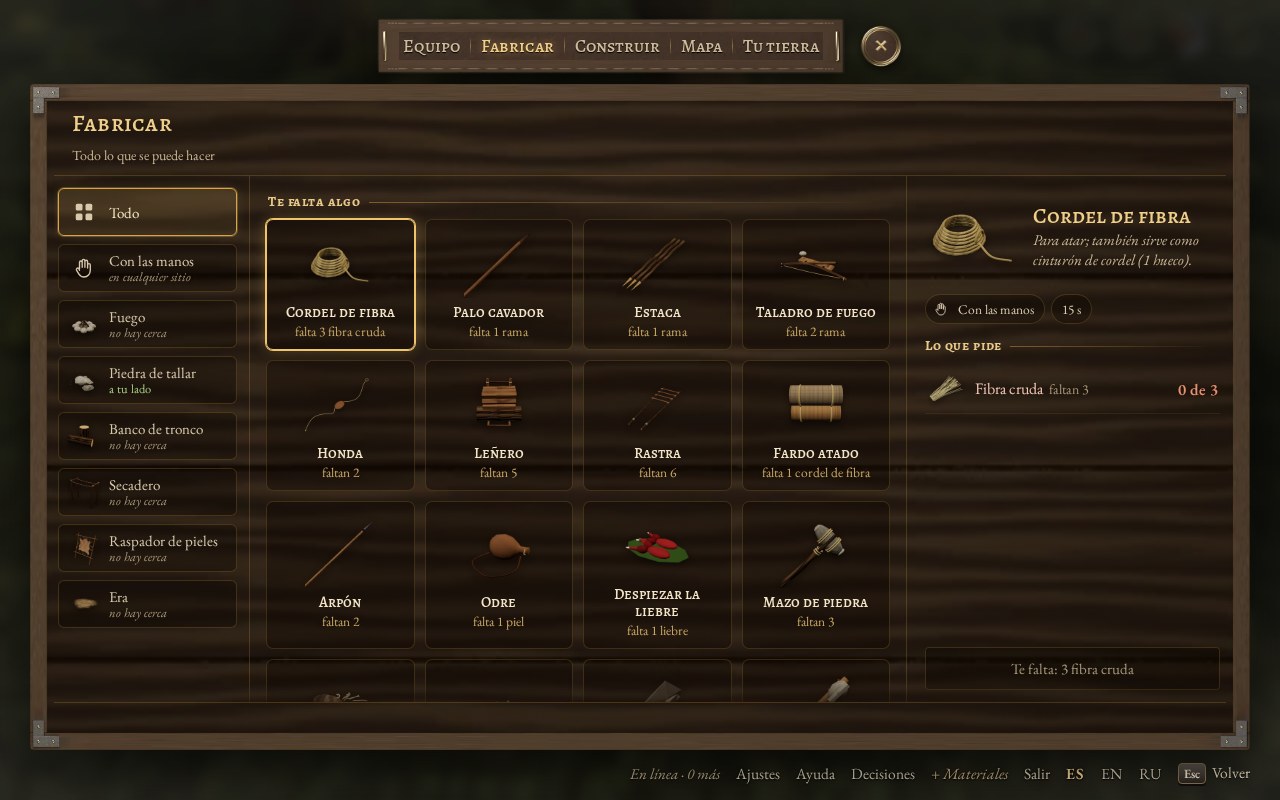 Equipo Fabricar Construir Mapa Tu tierra
Fabricar
Todo lo que se puede hacer
Todo
Con las manos
en cualquier sitio
Fuego
no hay cerca
Piedra de tallar
a tu lado
Banco de tronco
no hay cerca
Secadero
no hay cerca
Raspador de pieles
no hay cerca
Era
no hay cerca
Te falta algo
Cordel de fibra
falta 3 fibra cruda
Palo cavador
falta 1 rama
Estaca
falta 1 rama
Taladro de fuego
falta 2 rama
Honda
faltan 2
Leñero
faltan 5
Rastra
faltan 6
Fardo atado
falta 1 cordel de fibra
Arpón
faltan 2
Odre
falta 1 piel
Despiezar la
liebre
falta 1 liebre
Mazo de piedra
faltan 3
Cordel de fibra
Para atar; también sirve como
cinturón de cordel (1 hueco).
Con las manos 15 s
Lo que pide
Fibra cruda faltan 3 0 de 3
Te falta: 3 fibra cruda
En línea · 0 más Ajustes Ayuda Decisiones + Materiales Salir ES EN RU Esc Volver